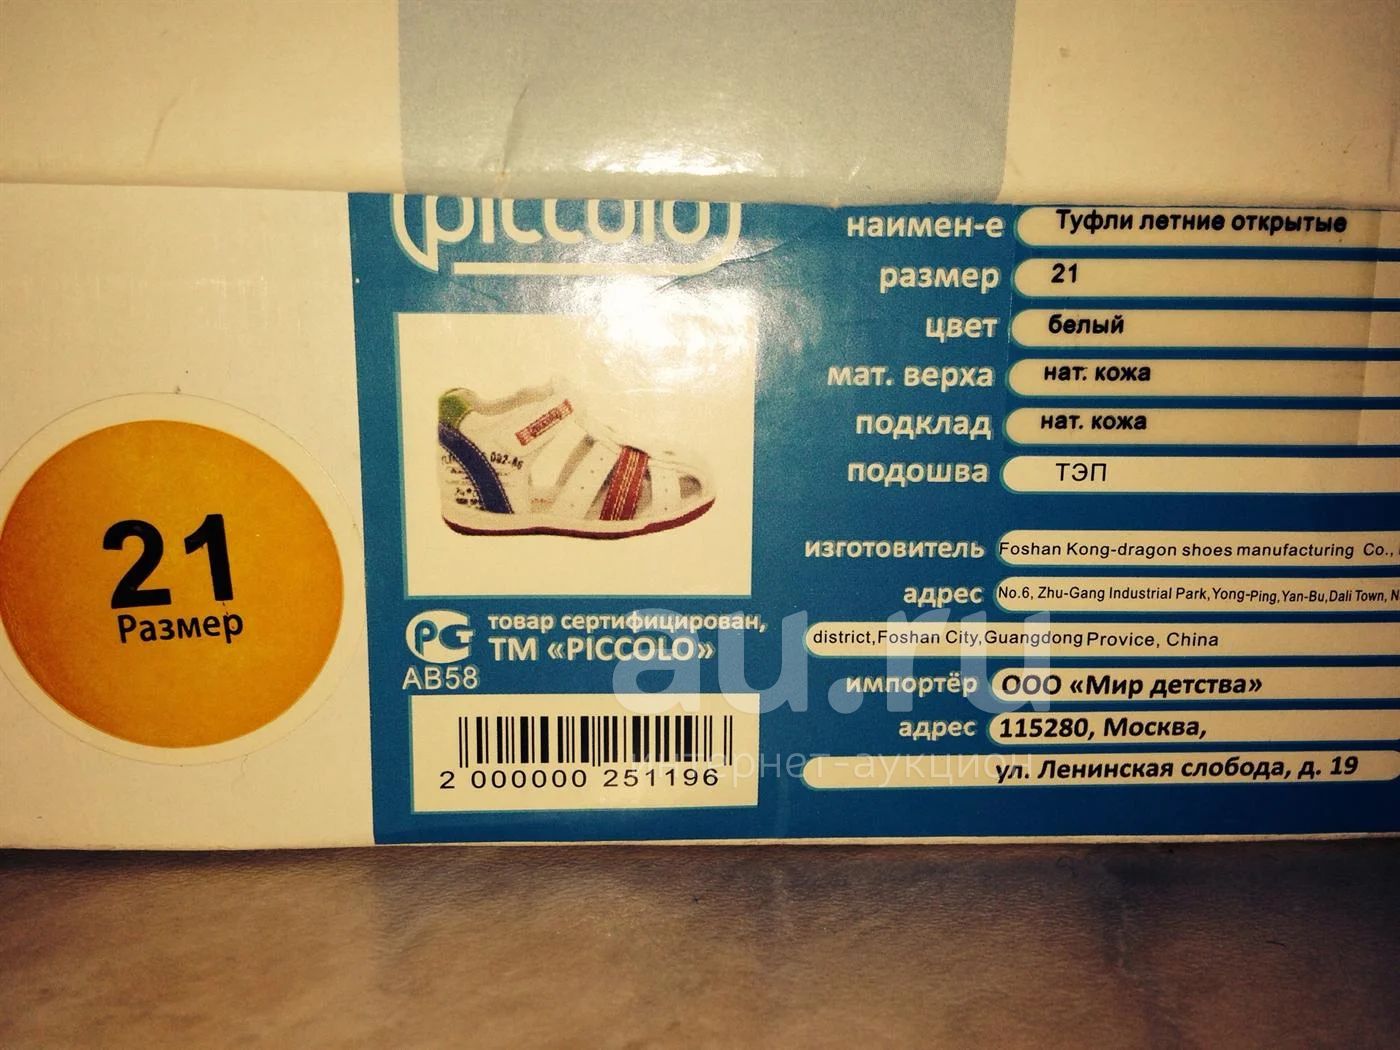 piccolo
наимен-е Туфли летние открытые
размер 21
цвет белый
мат. верха нат. кожа
подклад нат. кожа
подошва ТЭП
изготовитель Foshan Kong-dragon shoes manufacturing Co.,
адрес No.6, Zhu-Gang Industrial Park, Yong-Ping, Yan-Bu, Dali Town, N
district, Foshan City, Guangdong Provice, China
импортёр ООО «Мир детства»
адрес 115280, Москва,
ул. Ленинская слобода, д. 19
21
Размер
002-86
товар сертифицирован,
ТМ «PICCOLO»
АВ58
2 000000 251196
au.ru
интернет-аукцион